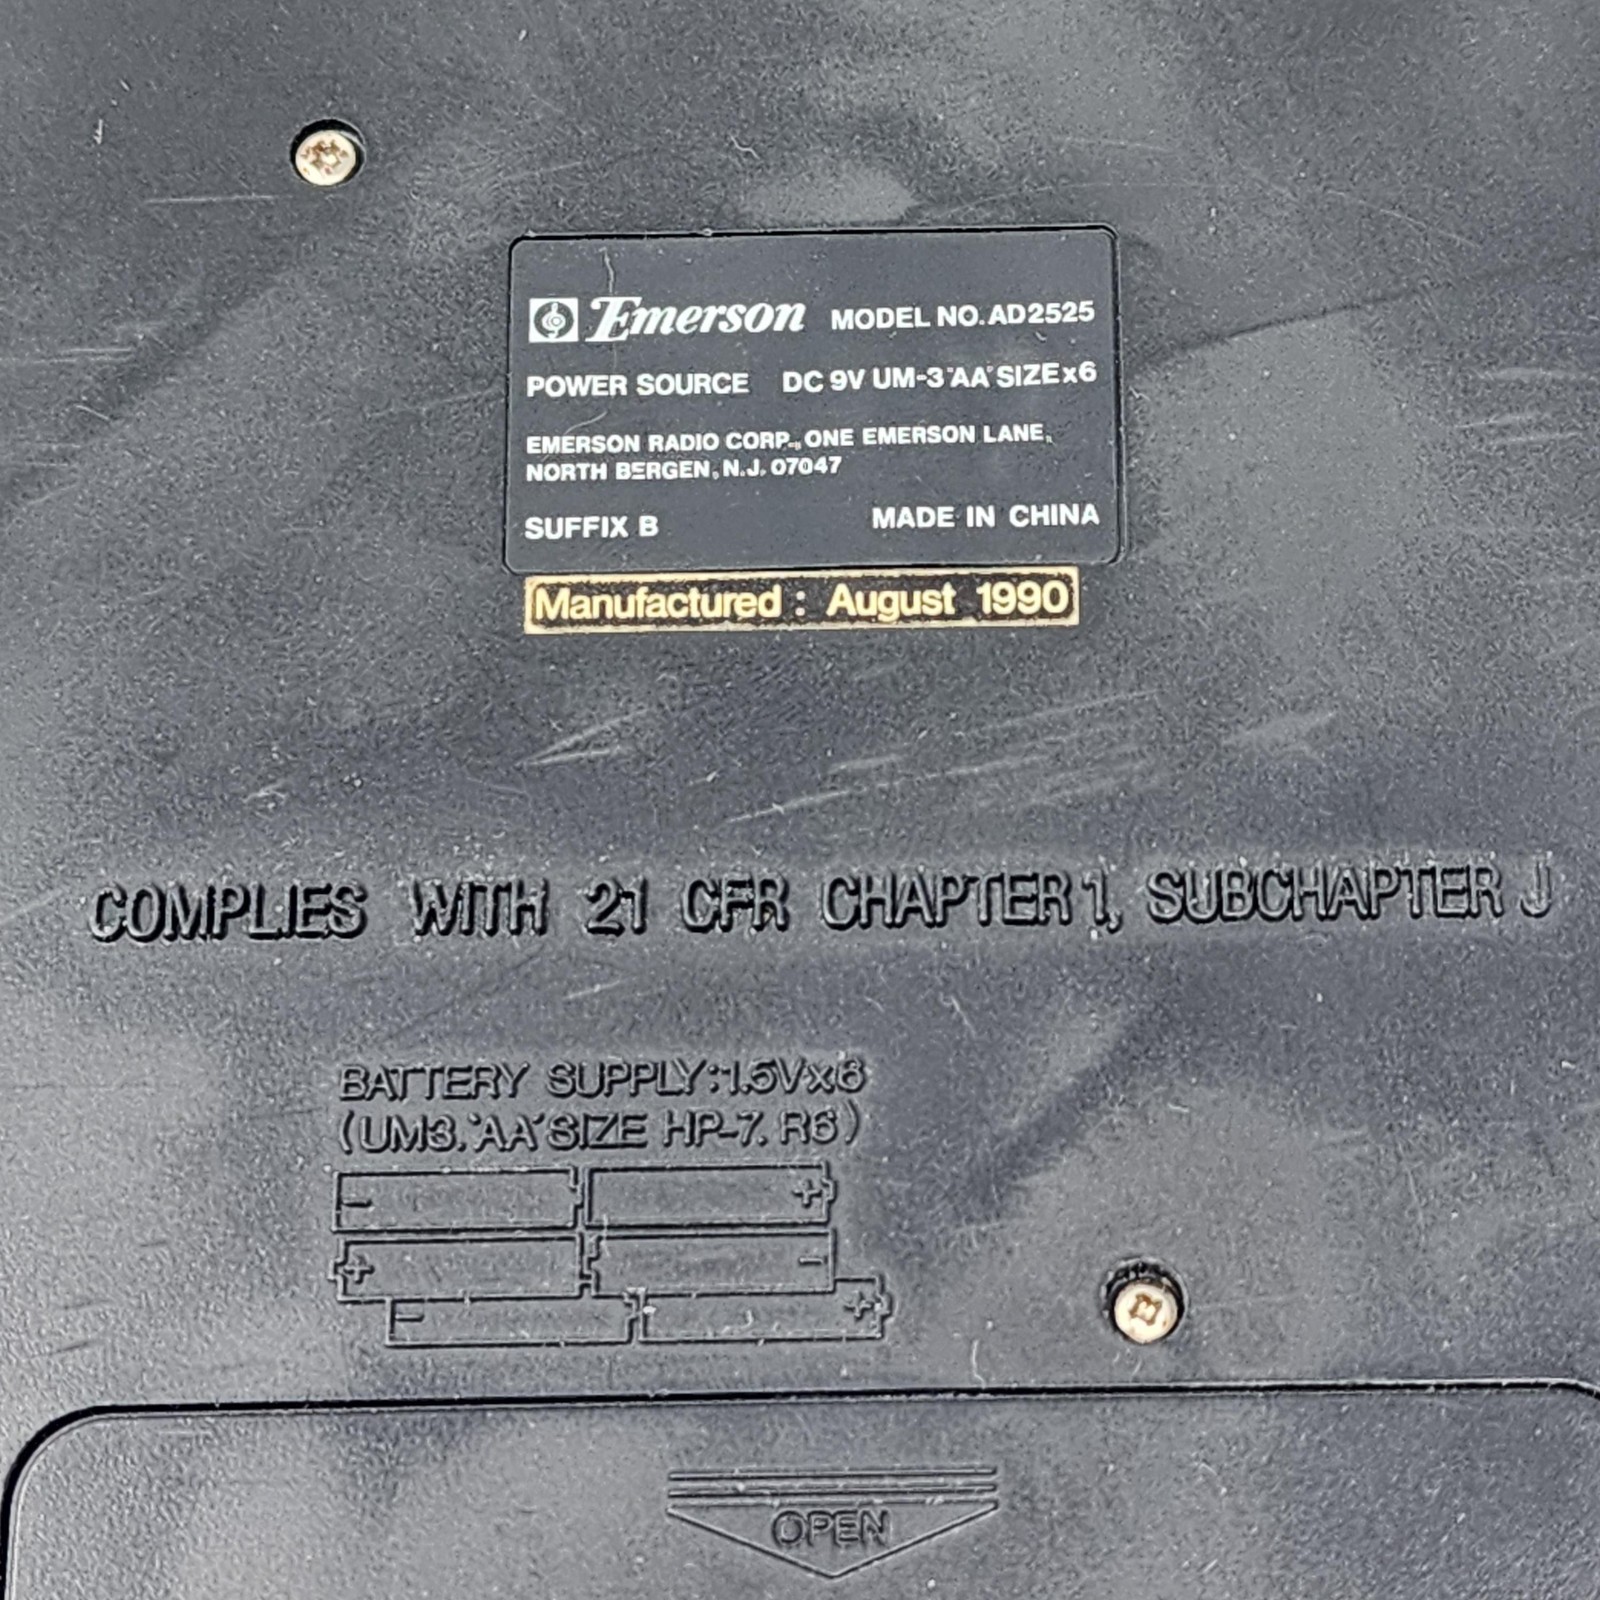 Emerson MODEL NO. AD2525
POWER SOURCE DC 9V UM-3 "AA" SIZE x6
EMERSON RADIO CORP., ONE EMERSON LANE,
NORTH BERGEN, N.J. 07047
SUFFIX B MADE IN CHINA
Manufactured : August 1990
COMPLIES WITH 21 CFR CHAPTER 1, SUBCHAPTER J
BATTERY SUPPLY:1.5Vx6
(UM3. "AA" SIZE HP-7. R6)
- +
+ -
- +
OPEN